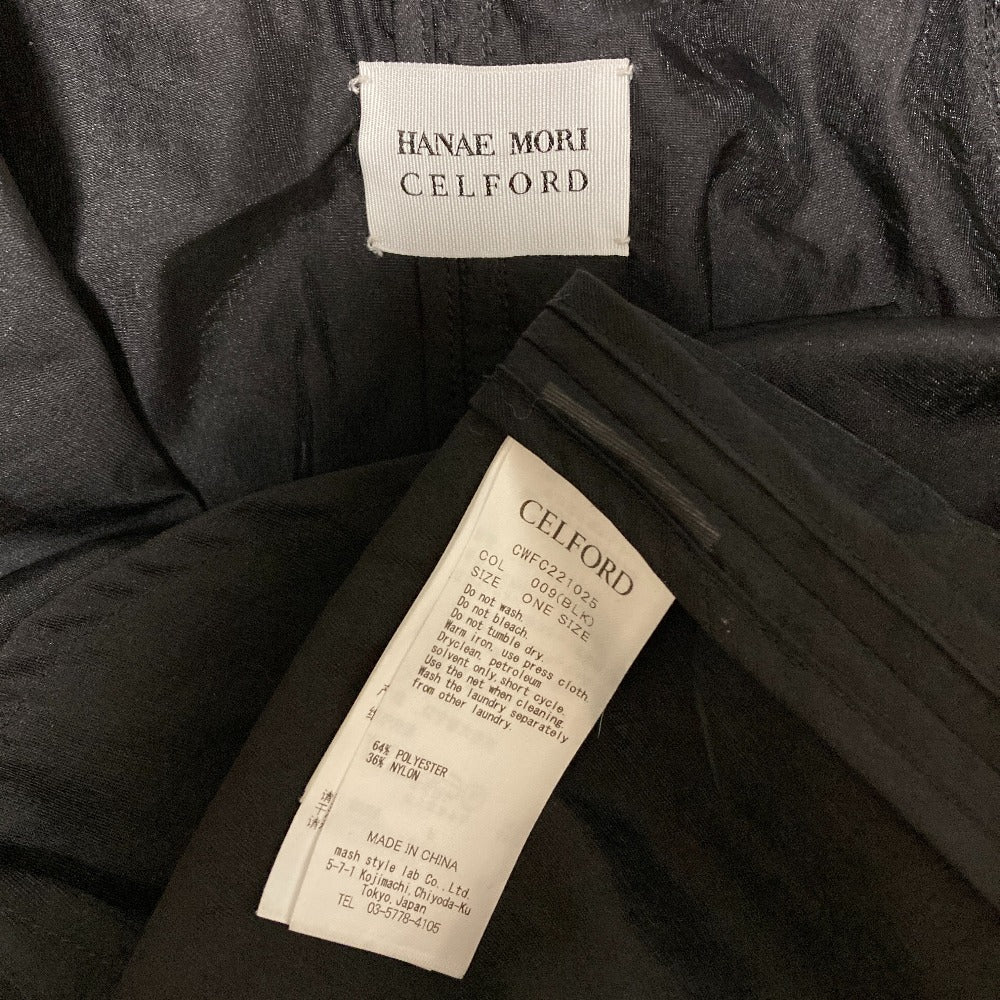 HANAE MORI
CELFORD
CELFORD
CWFC221025
COL 009(BLK)
SIZE ONE SIZE
Do not wash.
Do not bleach.
Do not tumble dry.
Warm iron, use press cloth.
Dryclean, petroleum
solvent only, short cycle.
Use the net when cleaning.
Wash the laundry separately
from other laundry.
64% POLYESTER
36% NYLON
MADE IN CHINA
mash style lab Co., Ltd.
5-7-1 Kojimachi, Chiyoda-Ku
Tokyo, Japan
TEL 03-5778-4105